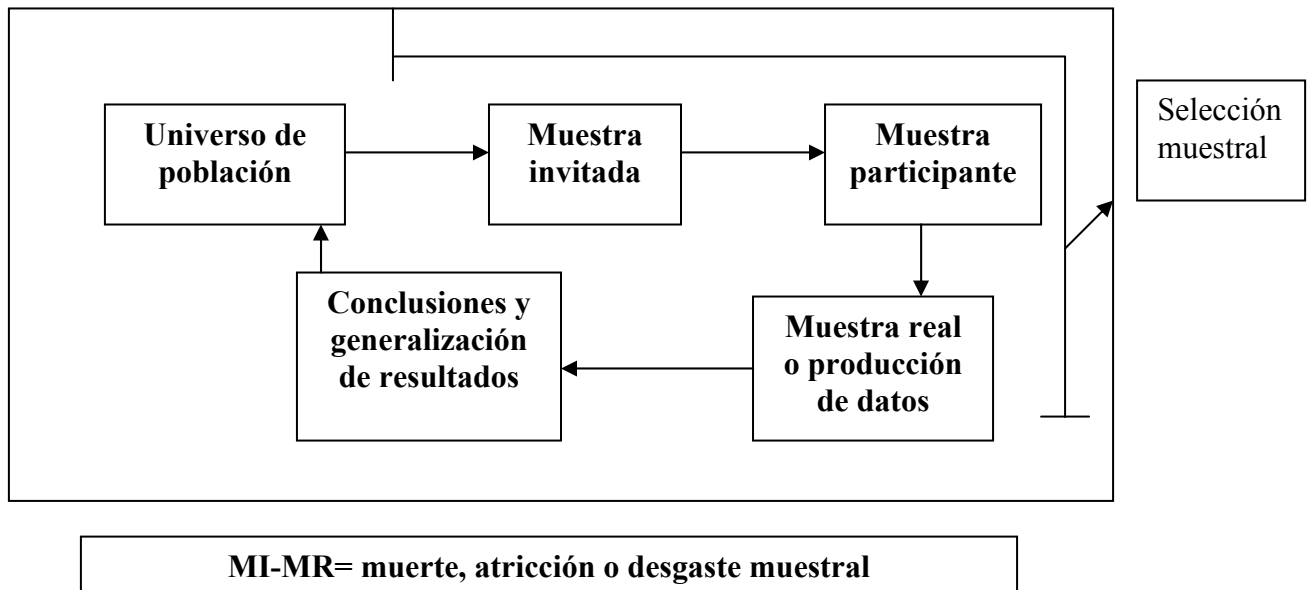 Universo de
población
Muestra
invitada
Muestra
participante
Selección
muestral
Conclusiones y
generalización
de resultados
Muestra real
o producción
de datos
MI-MR= muerte, atricción o desgaste muestral